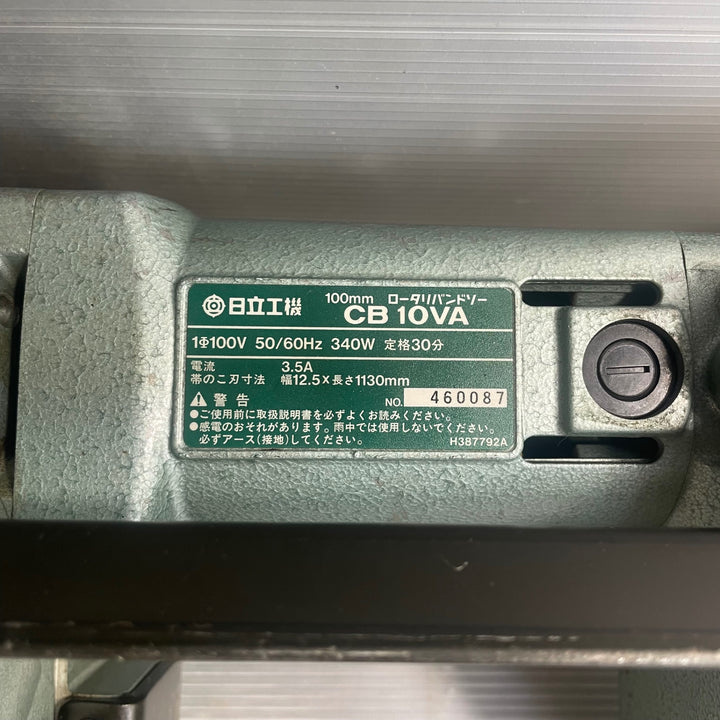 日立工機 100mm ロータリバンドソー
CB 10VA
1Φ100V 50/60Hz 340W 定格30分
電流 3.5A
帯のこ刃寸法 幅12.5×長さ1130mm
⚠ 警告 NO. 460087
●ご使用前に取扱説明書を必ずよくお読みください。
●感電のおそれがあります。雨中では使用しないでください。
必ずアース(接地)してください。 H387792A